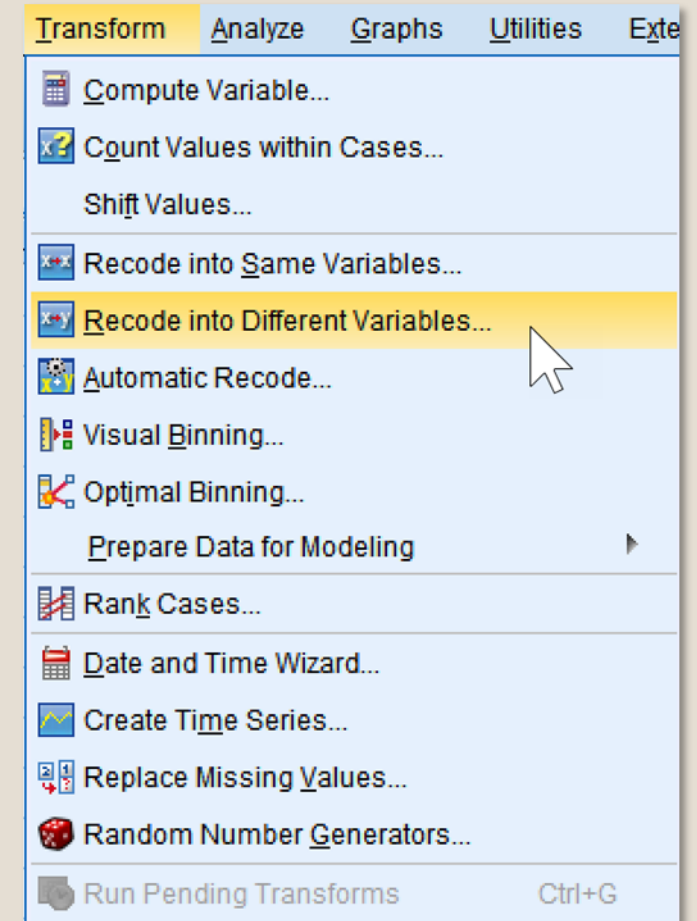 Transform Analyze Graphs Utilities Exte
Compute Variable...
Count Values within Cases...
Shift Values...
Recode into Same Variables...
Recode into Different Variables...
Automatic Recode...
Visual Binning...
Optimal Binning...
Prepare Data for Modeling
Rank Cases...
Date and Time Wizard...
Create Time Series...
Replace Missing Values...
Random Number Generators...
Run Pending Transforms Ctrl+G